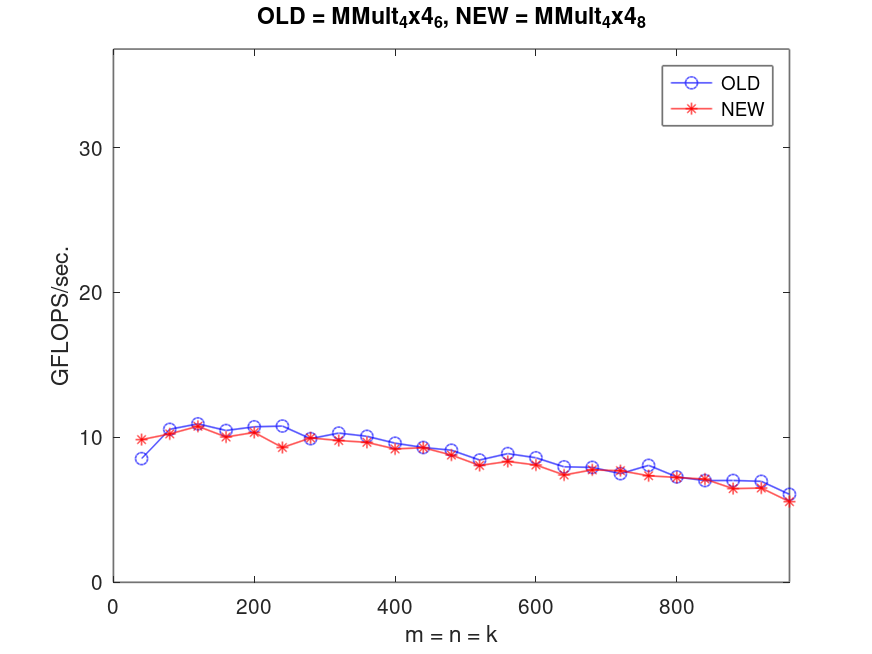 OLD = MMult₄x4₆, NEW = MMult₄x4₈
OLD
NEW
30
20
10
0
GFLOPS/sec.
0 200 400 600 800
m = n = k